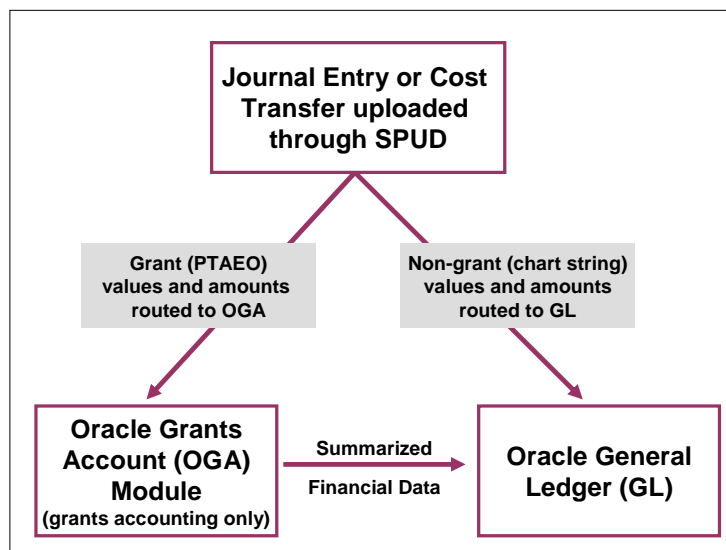 Journal Entry or Cost
Transfer uploaded
through SPUD
Grant (PTAEO)
values and amounts
routed to OGA
Non-grant (chart string)
values and amounts
routed to GL
Oracle Grants
Account (OGA)
Module
(grants accounting only)
Summarized
Financial Data
Oracle General
Ledger (GL)